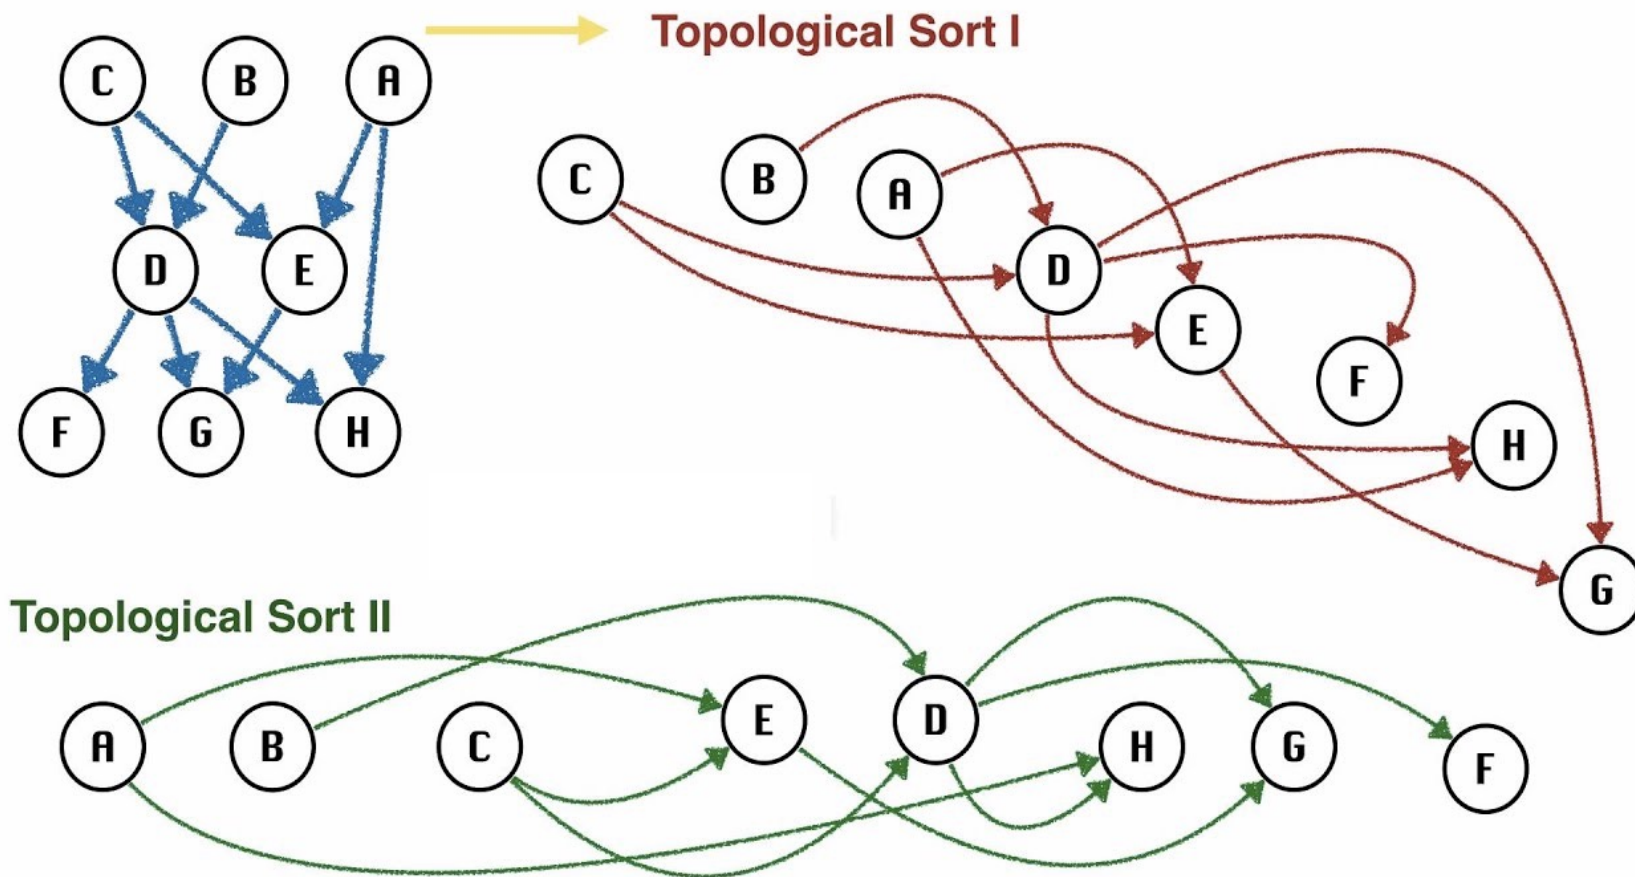 Topological Sort I
C B A
D E
F G H
C B A D E F H G
Topological Sort II
A B C E D H G F